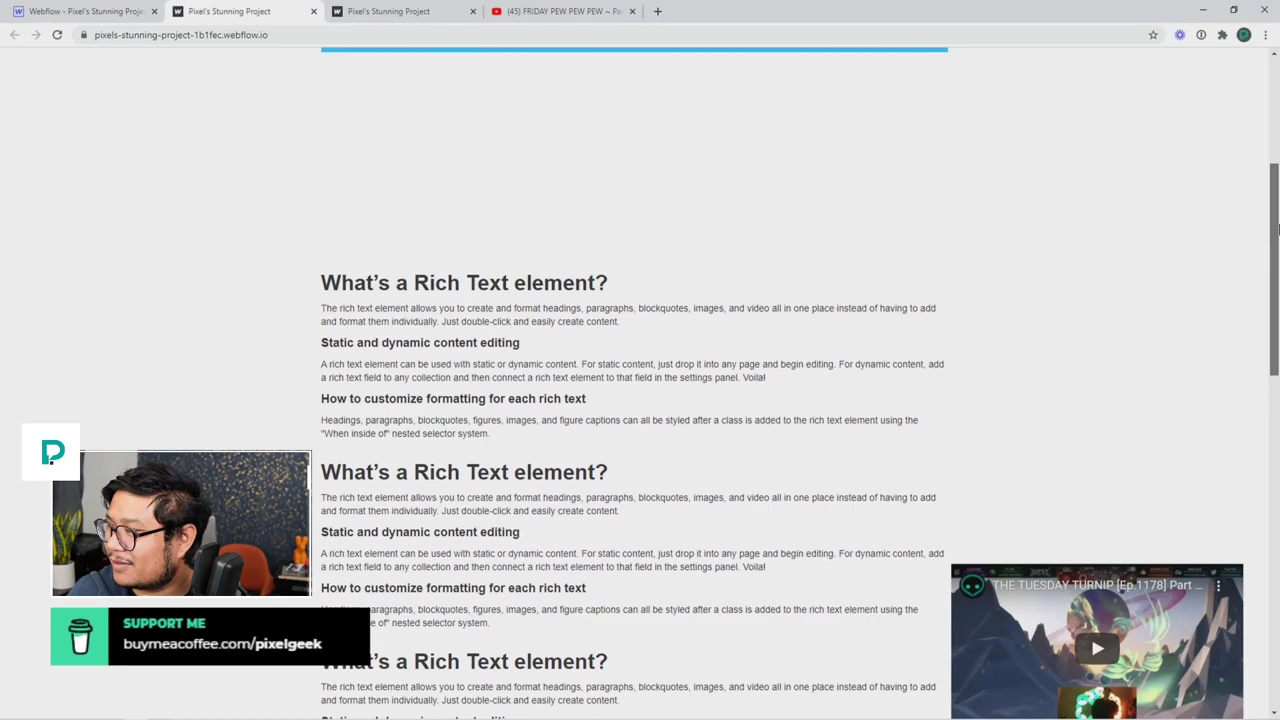 Webflow - Pixel's Stunning Proje
Pixel's Stunning Project
Pixel's Stunning Project
(45) FRIDAY PEW PEW PEW ~ Pa
pixels-stunning-project-1b1fec.webflow.io
What's a Rich Text element?
The rich text element allows you to create and format headings, paragraphs, blockquotes, images, and video all in one place instead of having to add
and format them individually. Just double-click and easily create content.
Static and dynamic content editing
A rich text element can be used with static or dynamic content. For static content, just drop it into any page and begin editing. For dynamic content, add
a rich text field to any collection and then connect a rich text element to that field in the settings panel. Voila!
How to customize formatting for each rich text
Headings, paragraphs, blockquotes, figures, images, and figure captions can all be styled after a class is added to the rich text element using the
"When inside of" nested selector system.
What's a Rich Text element?
The rich text element allows you to create and format headings, paragraphs, blockquotes, images, and video all in one place instead of having to add
and format them individually. Just double-click and easily create content.
Static and dynamic content editing
A rich text element can be used with static or dynamic content. For static content, just drop it into any page and begin editing. For dynamic content, add
a rich text field to any collection and then connect a rich text element to that field in the settings panel. Voila!
How to customize formatting for each rich text
paragraphs, blockquotes, figures, images, and figure captions can all be styled after a class is added to the rich text element using the
of" nested selector system.
a Rich Text element?
The rich text element allows you to create and format headings, paragraphs, blockquotes, images, and video all in one place instead of having to add
and format them individually. Just double-click and easily create content.
THE TUESDAY TURNIP [Ep.1178] Part ...
SUPPORT ME
buymeacoffee.com/pixelgeek